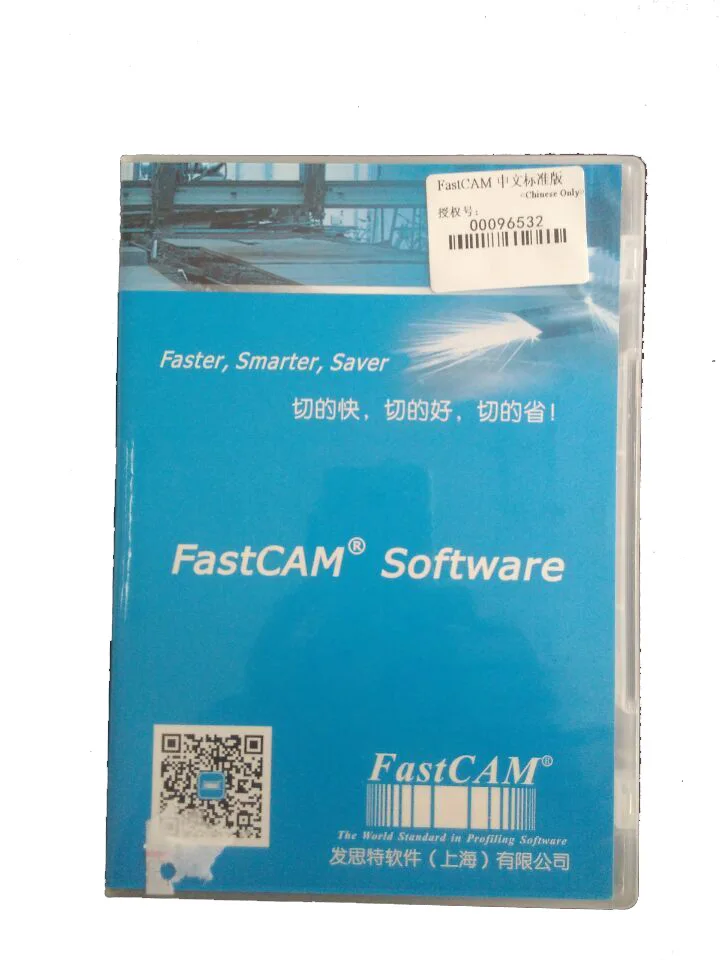 FastCAM 中文标准版
<Chinese Only>
授权号:
00096532
Faster, Smarter, Saver
切的快，切的好，切的省！
FastCAM® Software
FastCAM®
The World Standard in Profiling Software
发思特软件（上海）有限公司